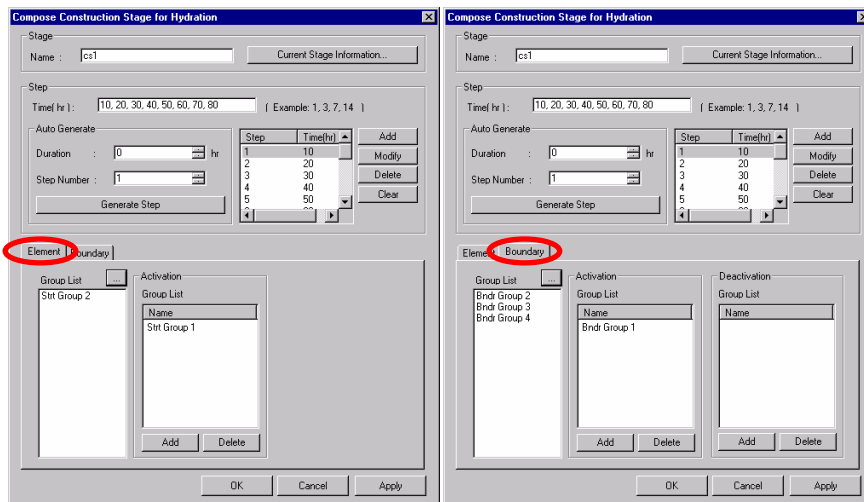 Compose Construction Stage for Hydration
Stage
Name : cs1 Current Stage Information...
Step
Time( hr ) : 10, 20, 30, 40, 50, 60, 70, 80 ( Example: 1, 3, 7, 14 )
Auto Generate
Duration : 0 hr
Step Number : 1
Generate Step
Step Time(hr)
1 10
2 20
3 30
4 40
5 50
Add
Modify
Delete
Clear
Element Boundary
Group List ...
Strt Group 2
Activation
Group List
Name
Strt Group 1
Add Delete
OK Cancel Apply
Compose Construction Stage for Hydration
Stage
Name : cs1 Current Stage Information...
Step
Time( hr ) : 10, 20, 30, 40, 50, 60, 70, 80 ( Example: 1, 3, 7, 14 )
Auto Generate
Duration : 0 hr
Step Number : 1
Generate Step
Step Time(hr)
1 10
2 20
3 30
4 40
5 50
Add
Modify
Delete
Clear
Element Boundary
Group List ...
Bndr Group 2
Bndr Group 3
Bndr Group 4
Activation
Group List
Name
Bndr Group 1
Add Delete
Deactivation
Group List
Name
Add Delete
OK Cancel Apply